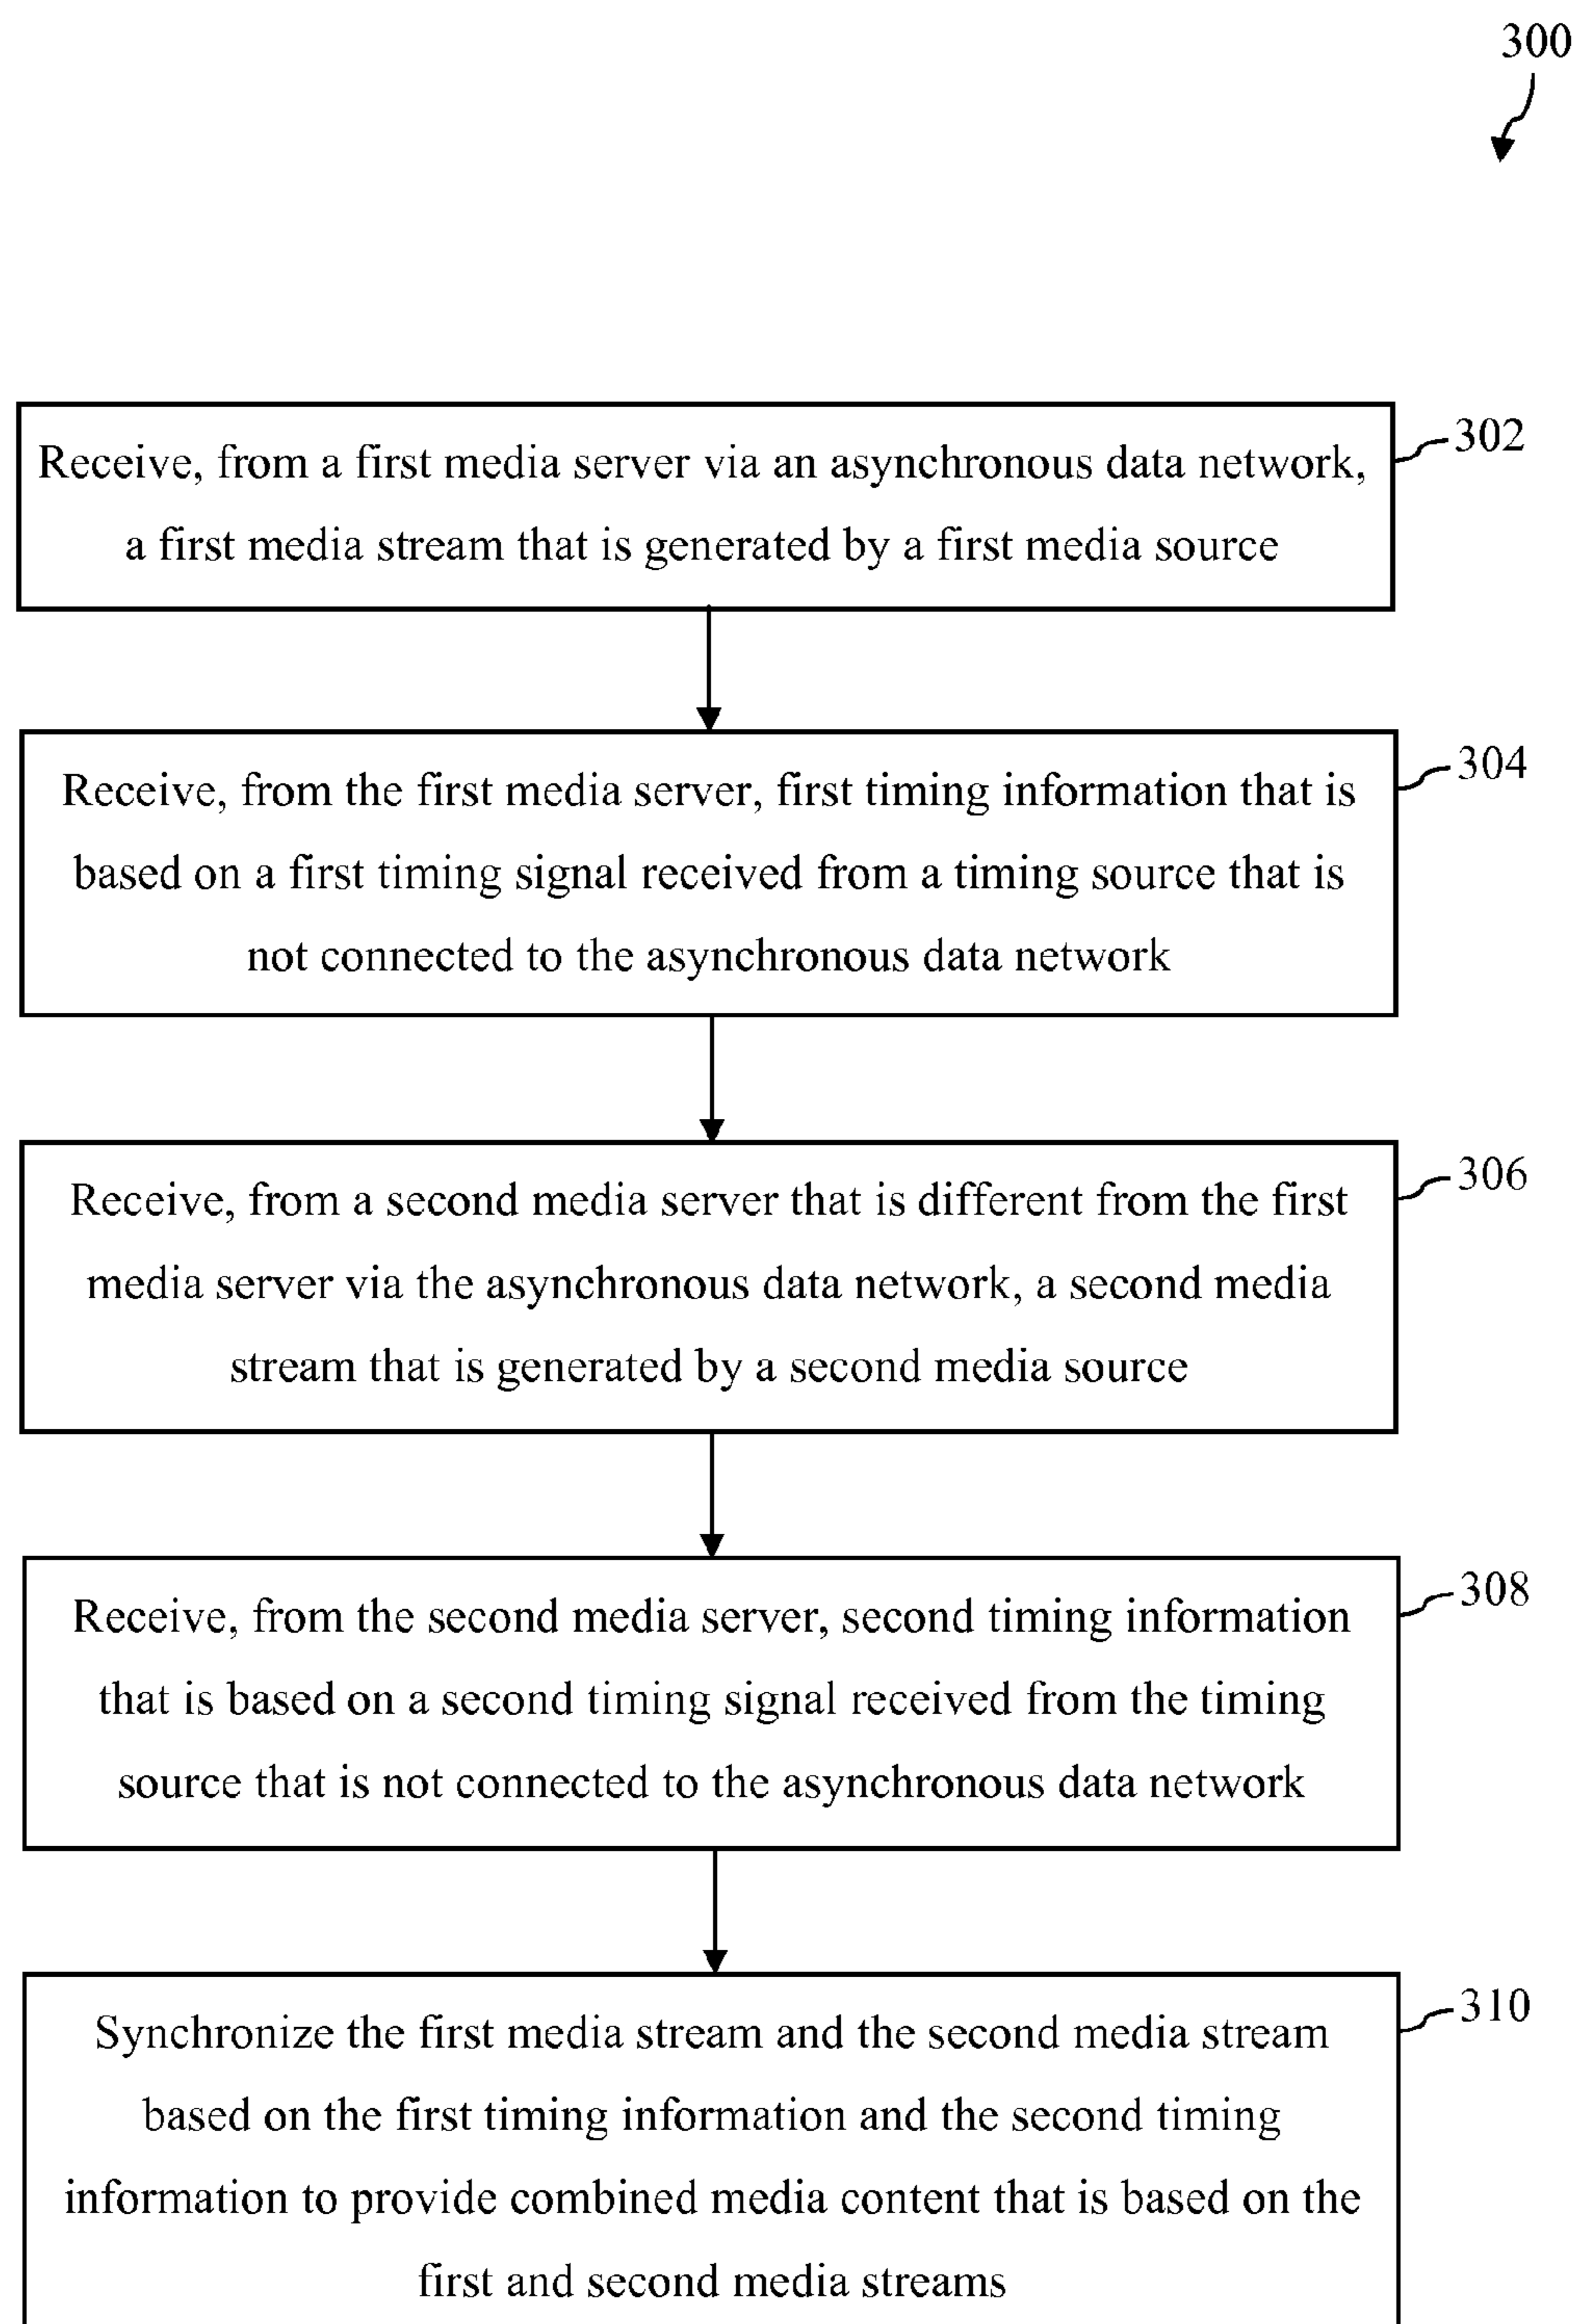 300
Receive, from a first media server via an asynchronous data network,
a first media stream that is generated by a first media source
302
Receive, from the first media server, first timing information that is
based on a first timing signal received from a timing source that is
not connected to the asynchronous data network
304
Receive, from a second media server that is different from the first
media server via the asynchronous data network, a second media
stream that is generated by a second media source
306
Receive, from the second media server, second timing information
that is based on a second timing signal received from the timing
source that is not connected to the asynchronous data network
308
Synchronize the first media stream and the second media stream
based on the first timing information and the second timing
information to provide combined media content that is based on the
first and second media streams
310